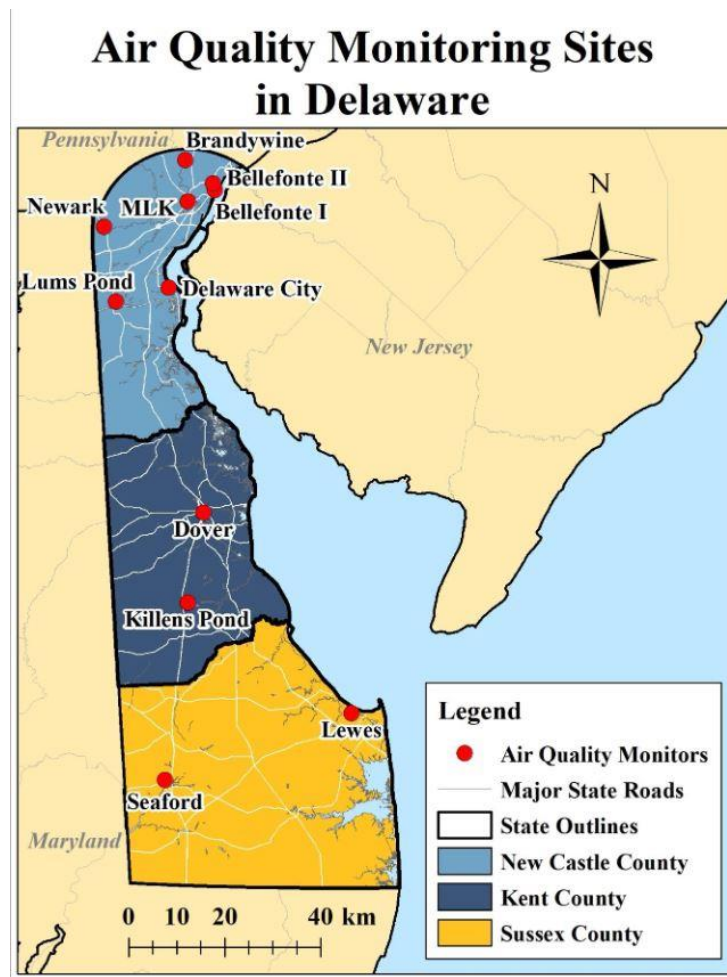 Air Quality Monitoring Sites
in Delaware
Pennsylvania
Brandywine
Bellefonte II
Newark
MLK
Bellefonte I
N
Lums Pond
Delaware City
New Jersey
Dover
Killens Pond
Lewes
Seaford
Maryland
0 10 20 40 km
Legend
Air Quality Monitors
Major State Roads
State Outlines
New Castle County
Kent County
Sussex County